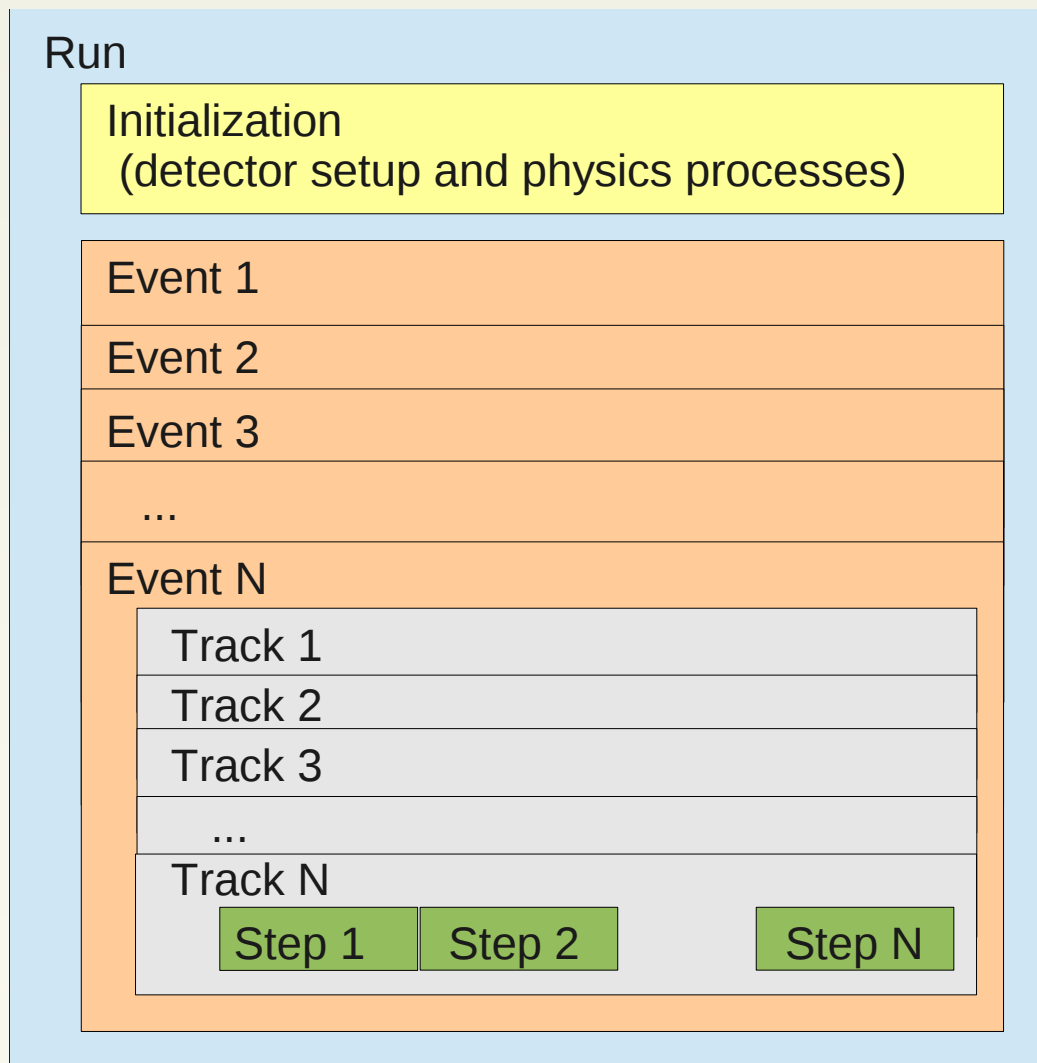 Run
Initialization
(detector setup and physics processes)
Event 1
Event 2
Event 3
...
Event N
Track 1
Track 2
Track 3
...
Track N
Step 1 Step 2 Step N